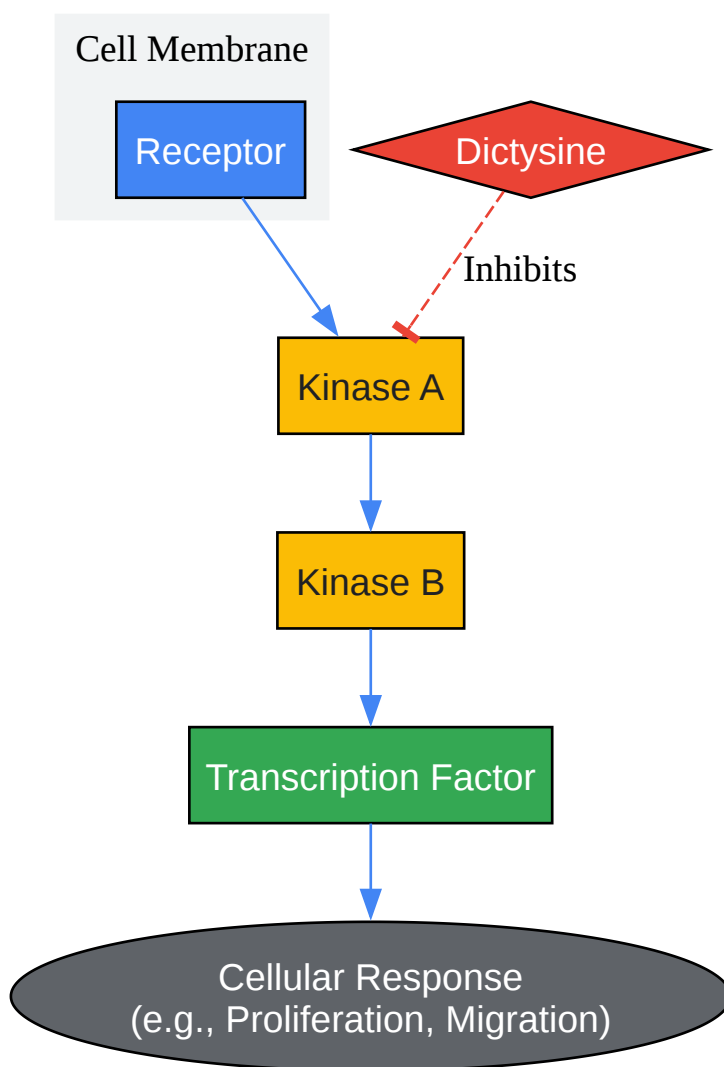 Cell Membrane
Receptor
Dictysine
Inhibits
Kinase A
Kinase B
Transcription Factor
Cellular Response
(e.g., Proliferation, Migration)